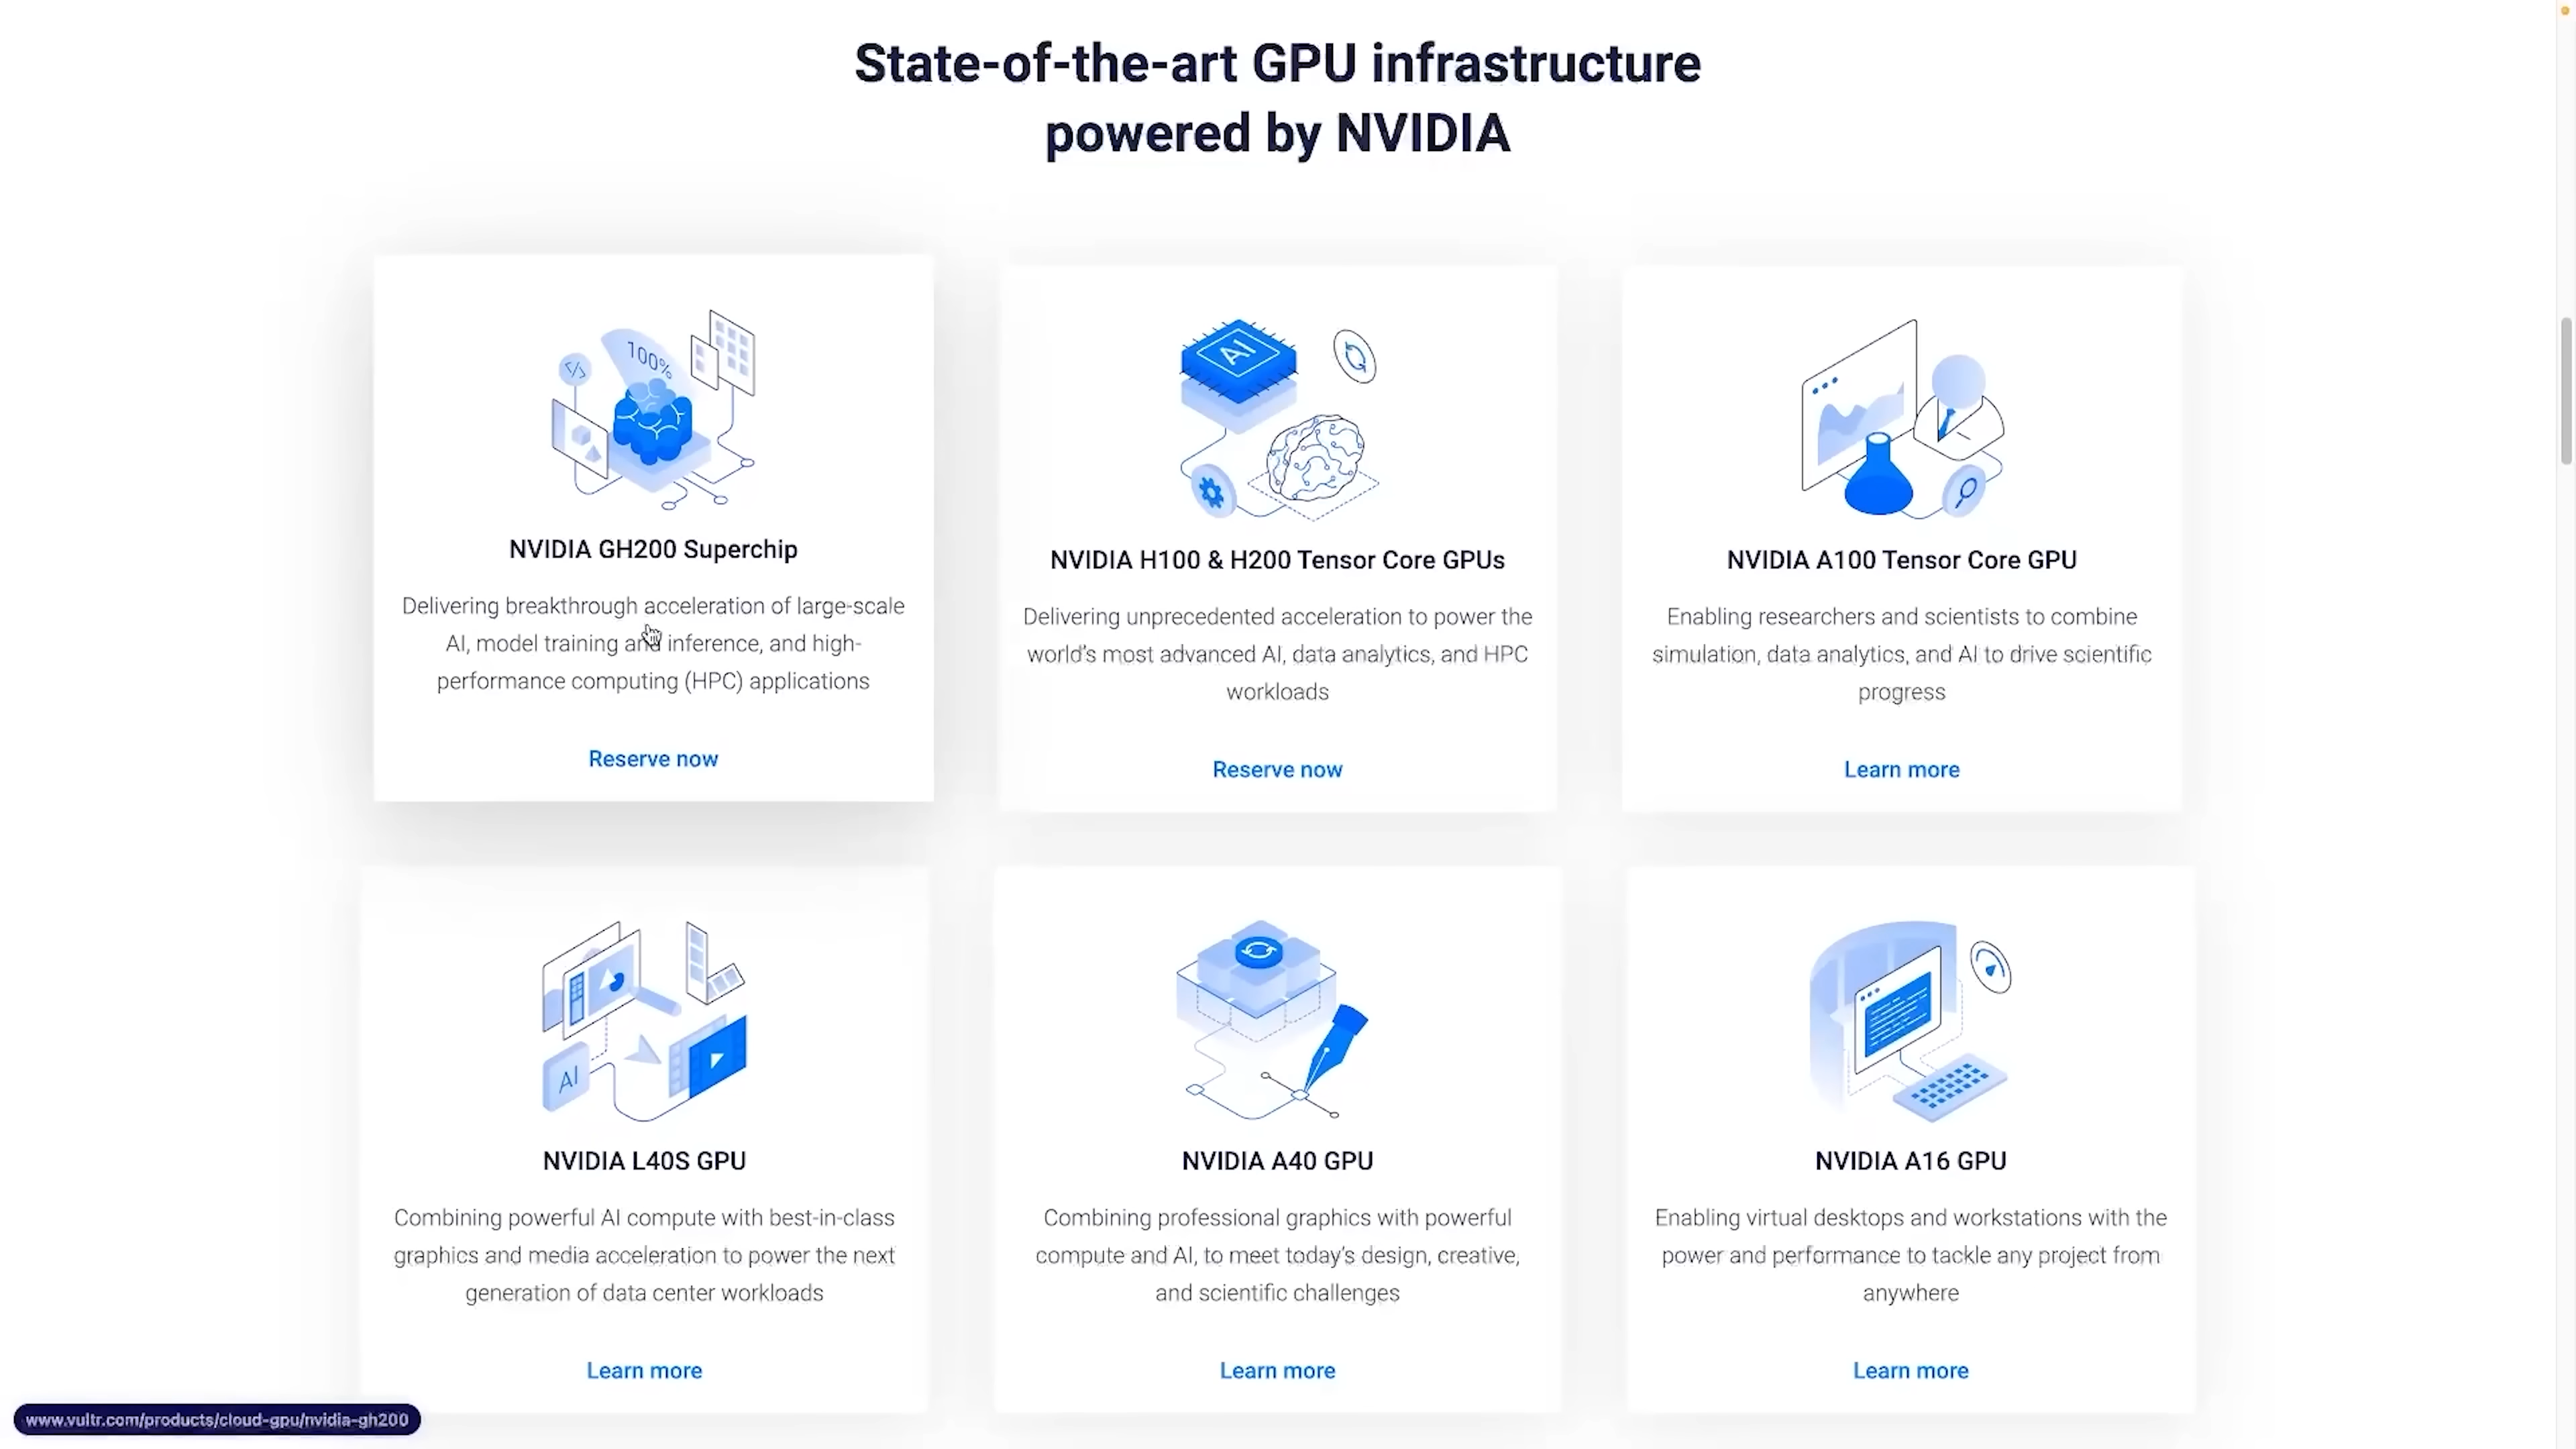 State-of-the-art GPU infrastructure
powered by NVIDIA
100%
</>
NVIDIA GH200 Superchip
Delivering breakthrough acceleration of large-scale
AI, model training and inference, and high-
performance computing (HPC) applications
Reserve now
AI
NVIDIA H100 & H200 Tensor Core GPUs
Delivering unprecedented acceleration to power the
world's most advanced AI, data analytics, and HPC
workloads
Reserve now
NVIDIA A100 Tensor Core GPU
Enabling researchers and scientists to combine
simulation, data analytics, and AI to drive scientific
progress
Learn more
AI
NVIDIA L40S GPU
Combining powerful AI compute with best-in-class
graphics and media acceleration to power the next
generation of data center workloads
Learn more
NVIDIA A40 GPU
Combining professional graphics with powerful
compute and AI, to meet today's design, creative,
and scientific challenges
Learn more
NVIDIA A16 GPU
Enabling virtual desktops and workstations with the
power and performance to tackle any project from
anywhere
Learn more
www.vultr.com/products/cloud-gpu/nvidia-gh200